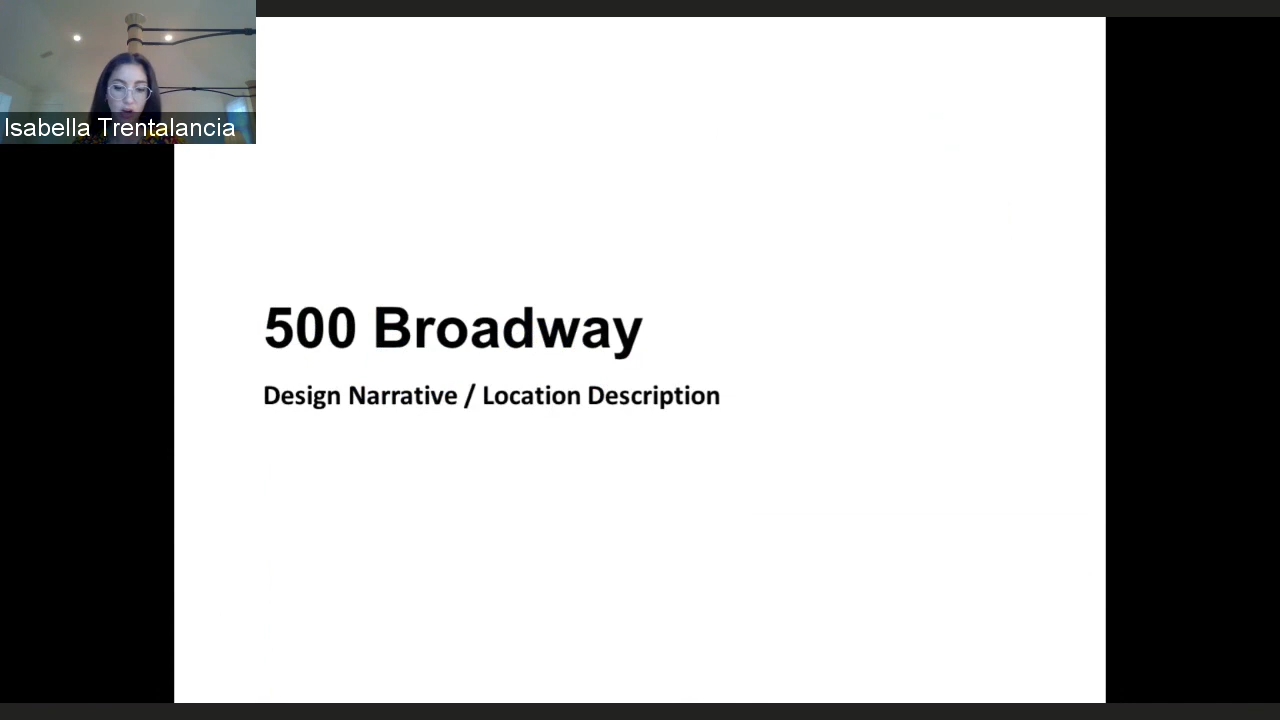 Isabella Trentalancia
500 Broadway
Design Narrative / Location Description